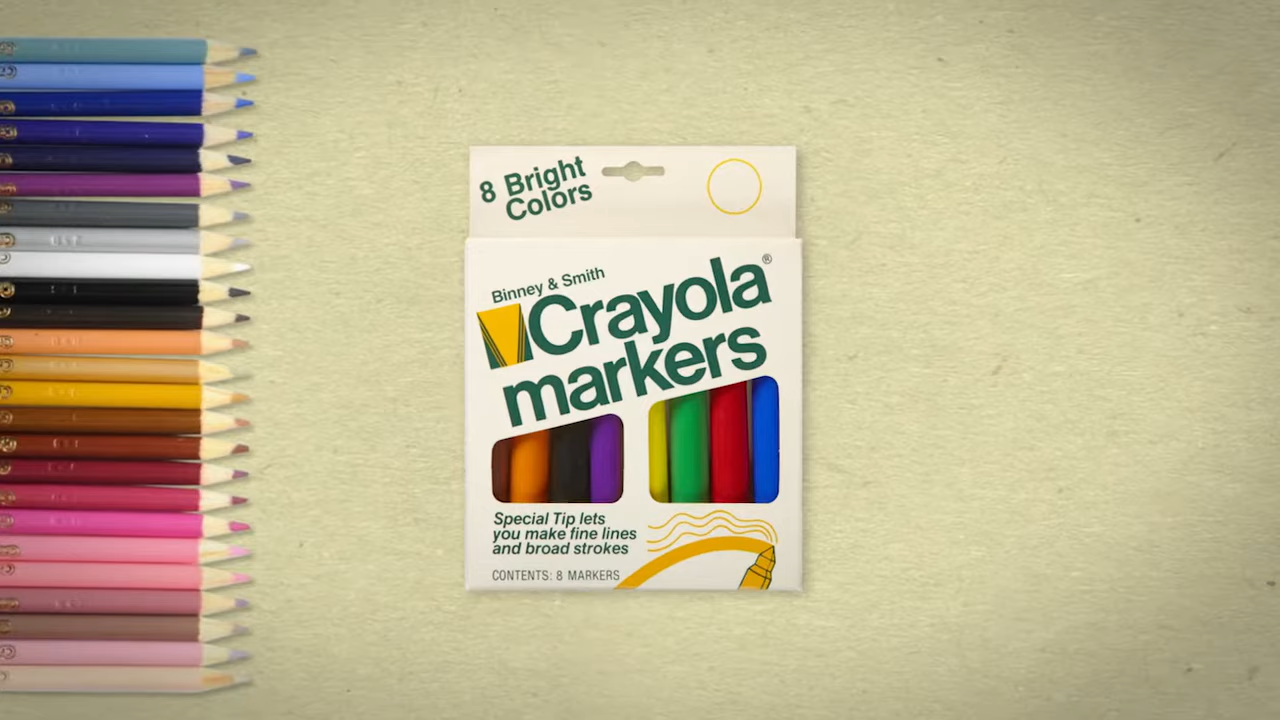 8 Bright
Colors
Binney & Smith
Crayola®
markers
Special Tip lets
you make fine lines
and broad strokes
CONTENTS: 8 MARKERS